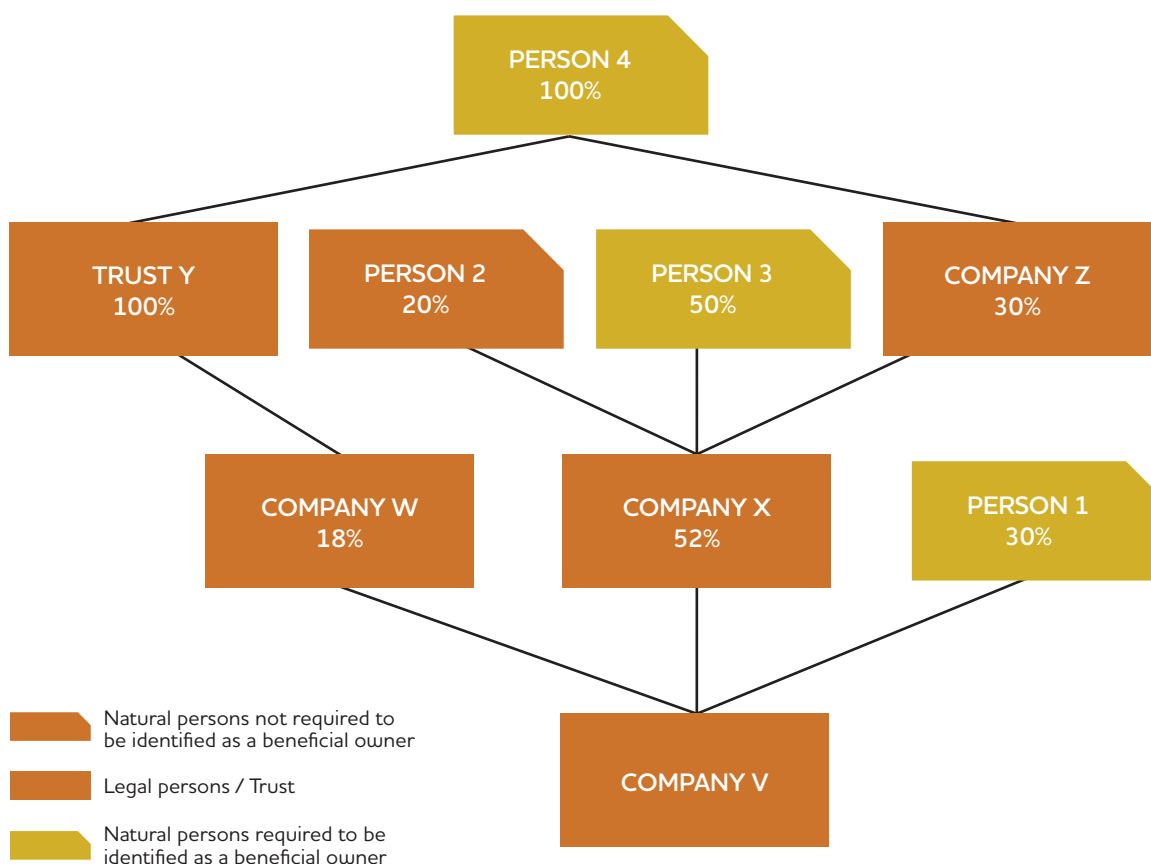 PERSON 4
100%
TRUST Y
100%
PERSON 2
20%
PERSON 3
50%
COMPANY Z
30%
COMPANY W
18%
COMPANY X
52%
PERSON 1
30%
COMPANY V
Natural persons not required to
be identified as a beneficial owner
Legal persons / Trust
Natural persons required to be
identified as a beneficial owner